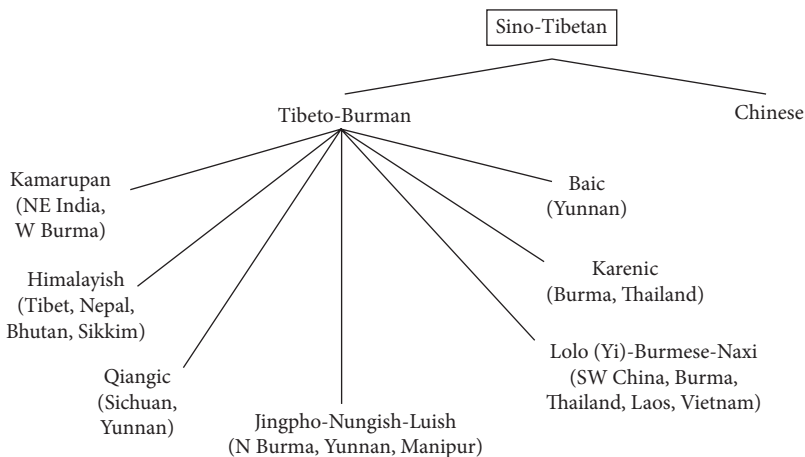 Sino-Tibetan
Tibeto-Burman
Chinese
Kamarupan
(NE India,
W Burma)
Baic
(Yunnan)
Himalayish
(Tibet, Nepal,
Bhutan, Sikkim)
Karenic
(Burma, Thailand)
Qiangic
(Sichuan,
Yunnan)
Lolo (Yi)-Burmese-Naxi
(SW China, Burma,
Thailand, Laos, Vietnam)
Jingpho-Nungish-Luish
(N Burma, Yunnan, Manipur)